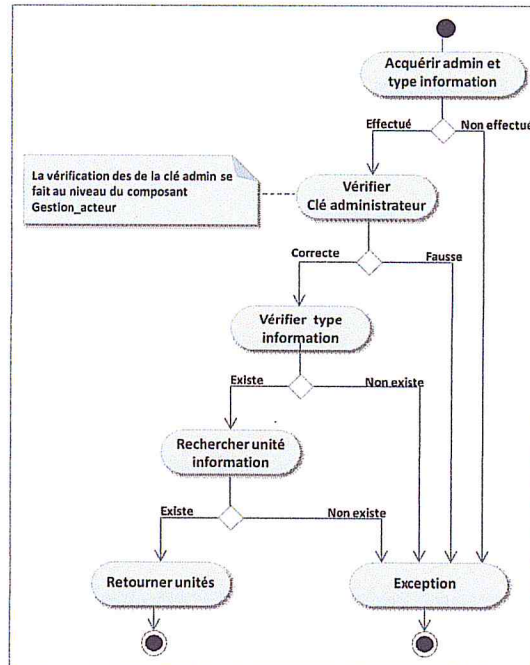 Acquérir admin et
type information
Effectué
Non effectué
La vérification des de la clé admin se
fait au niveau du composant
Gestion_acteur
Vérifier
Clé administrateur
Correcte
Fausse
Vérifier type
information
Existe
Non existe
Rechercher unité
information
Existe
Non existe
Retourner unités
Exception